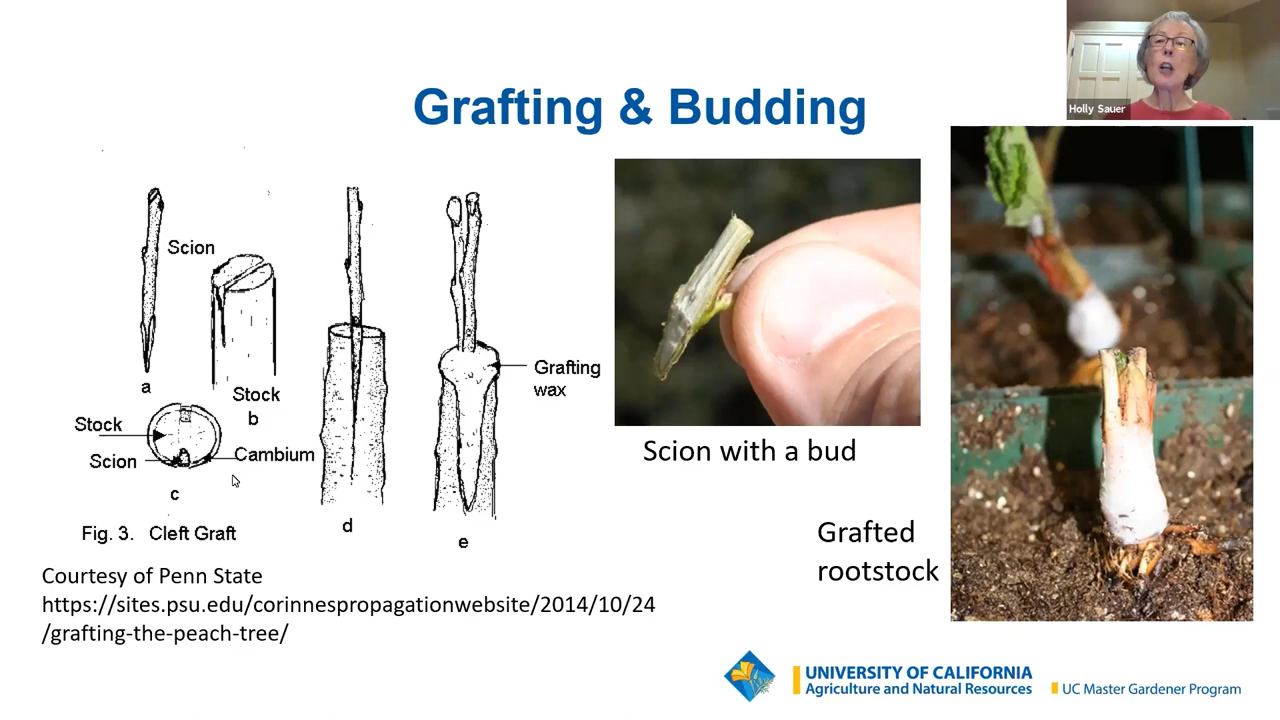 Grafting & Budding
Holly Sauer
Scion
a
Stock
b
Stock
Scion
Cambium
c
Fig. 3. Cleft Graft
d
Grafting
wax
e
Scion with a bud
Grafted
rootstock
Courtesy of Penn State
https://sites.psu.edu/corinnespropagationwebsite/2014/10/24
/grafting-the-peach-tree/
UNIVERSITY OF CALIFORNIA
Agriculture and Natural Resources
UC Master Gardener Program